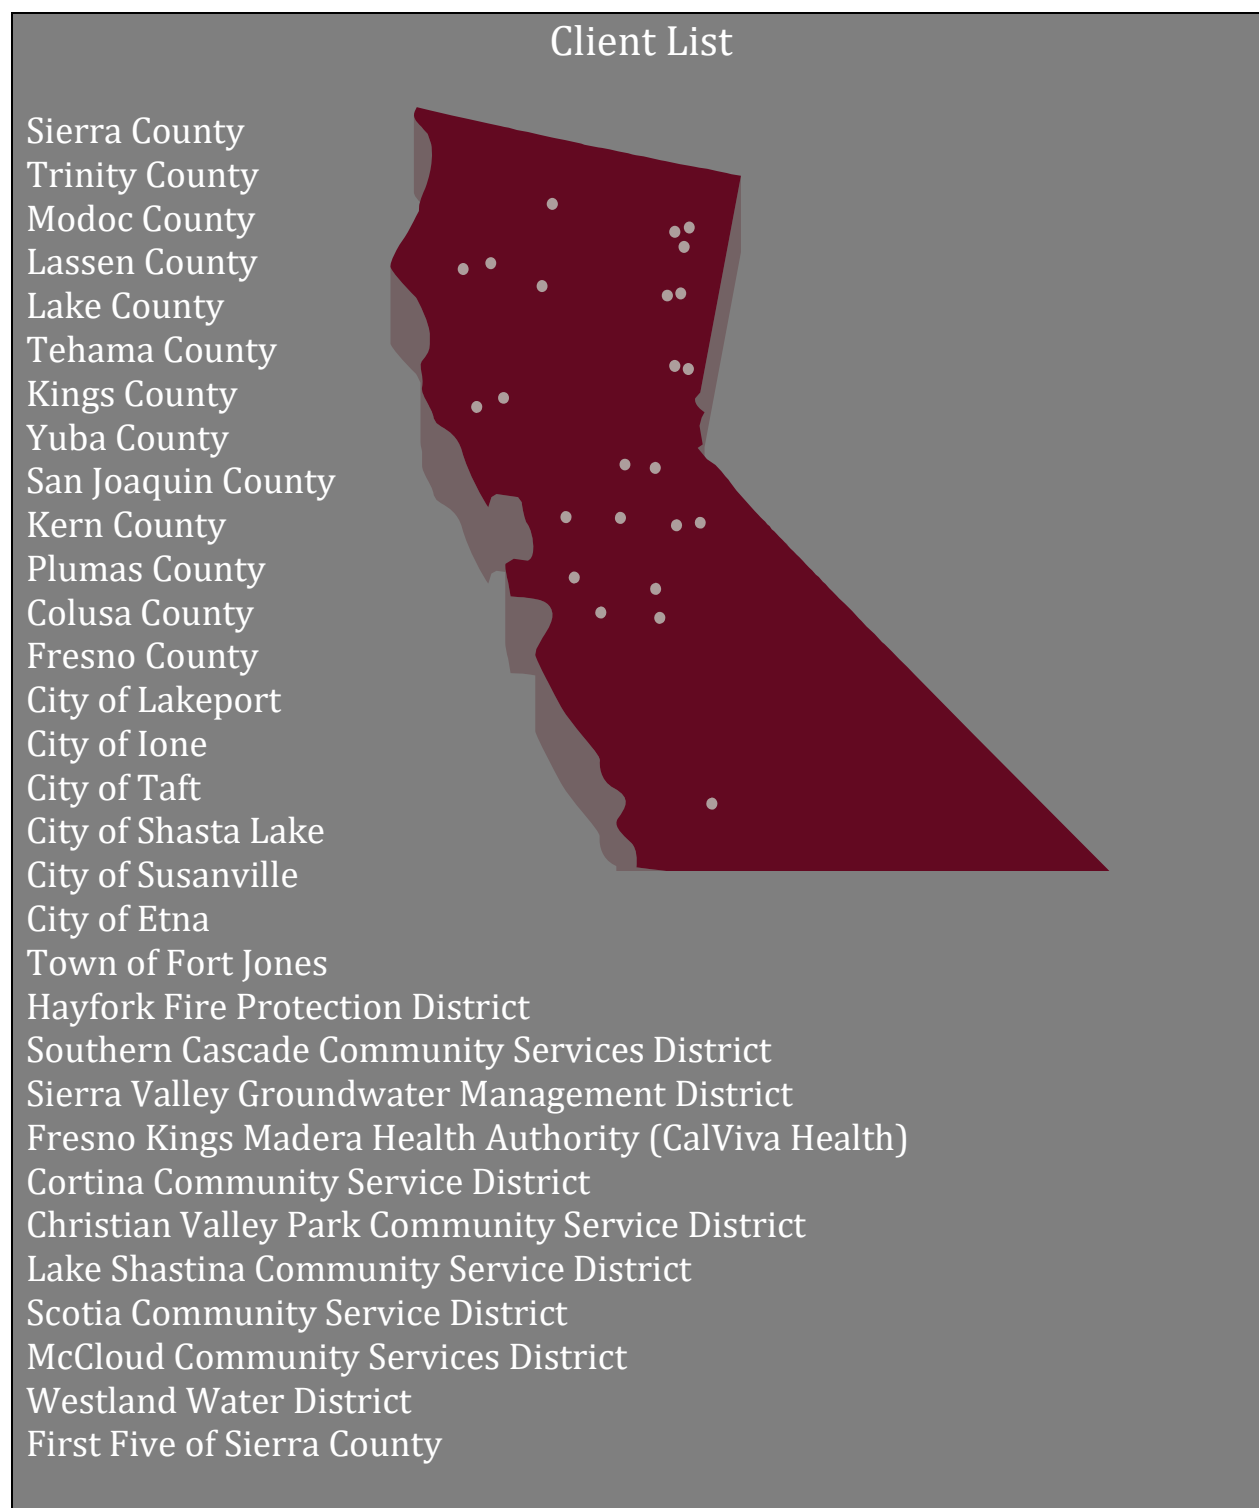 Client List
Sierra County
Trinity County
Modoc County
Lassen County
Lake County
Tehama County
Kings County
Yuba County
San Joaquin County
Kern County
Plumas County
Colusa County
Fresno County
City of Lakeport
City of Ione
City of Taft
City of Shasta Lake
City of Susanville
City of Etna
Town of Fort Jones
Hayfork Fire Protection District
Southern Cascade Community Services District
Sierra Valley Groundwater Management District
Fresno Kings Madera Health Authority (CalViva Health)
Cortina Community Service District
Christian Valley Park Community Service District
Lake Shastina Community Service District
Scotia Community Service District
McCloud Community Services District
Westland Water District
First Five of Sierra County